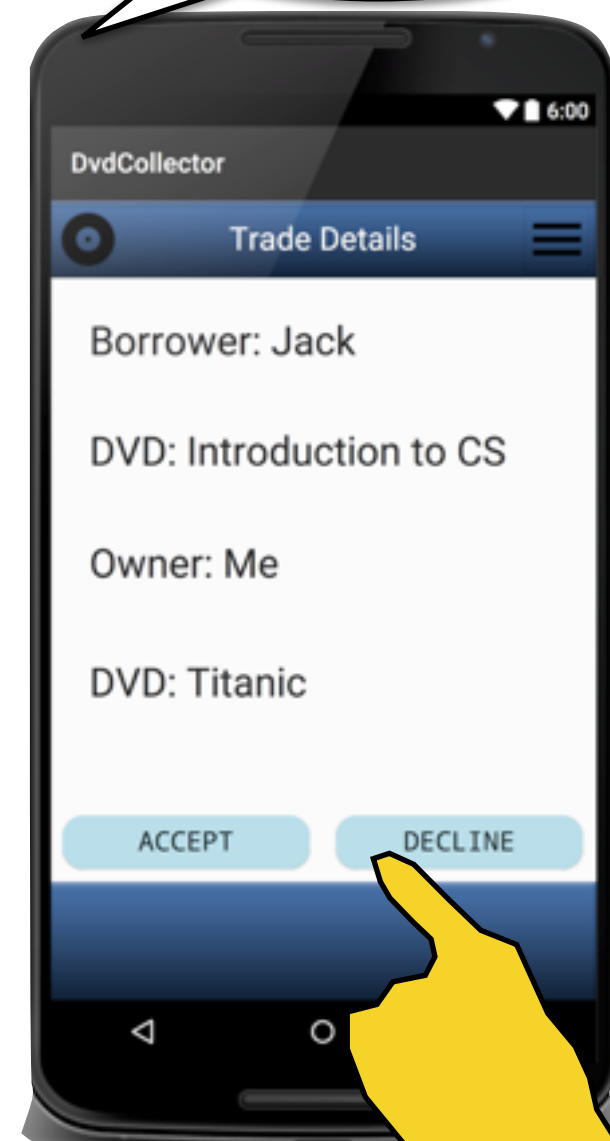 6:00
DvdCollector
Trade Details
Borrower: Jack
DVD: Introduction to CS
Owner: Me
DVD: Titanic
ACCEPT DECLINE